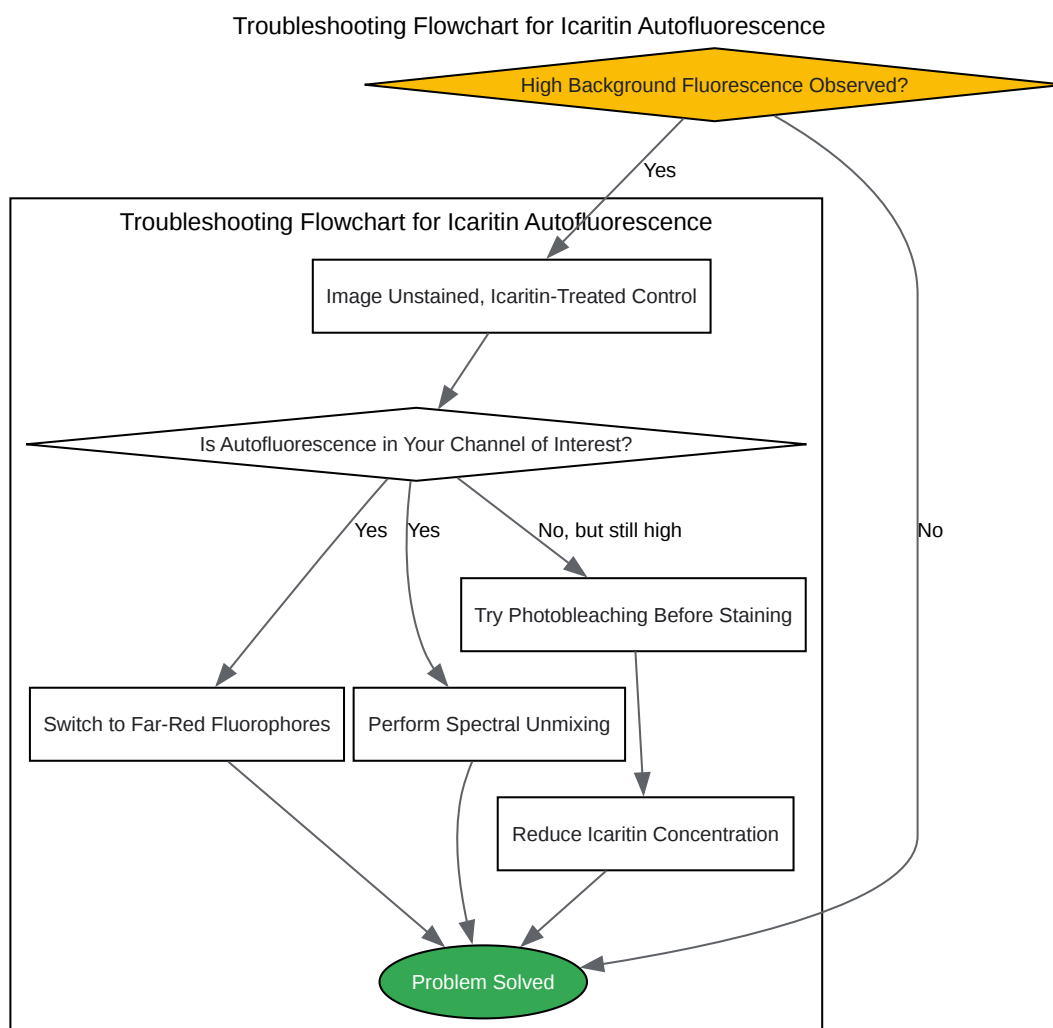 Troubleshooting Flowchart for Icaritin Autofluorescence
High Background Fluorescence Observed?
Yes
Troubleshooting Flowchart for Icaritin Autofluorescence
Image Unstained, Icaritin-Treated Control
Is Autofluorescence in Your Channel of Interest?
Yes
Yes
No, but still high
No
Try Photobleaching Before Staining
Switch to Far-Red Fluorophores
Perform Spectral Unmixing
Reduce Icaritin Concentration
Problem Solved